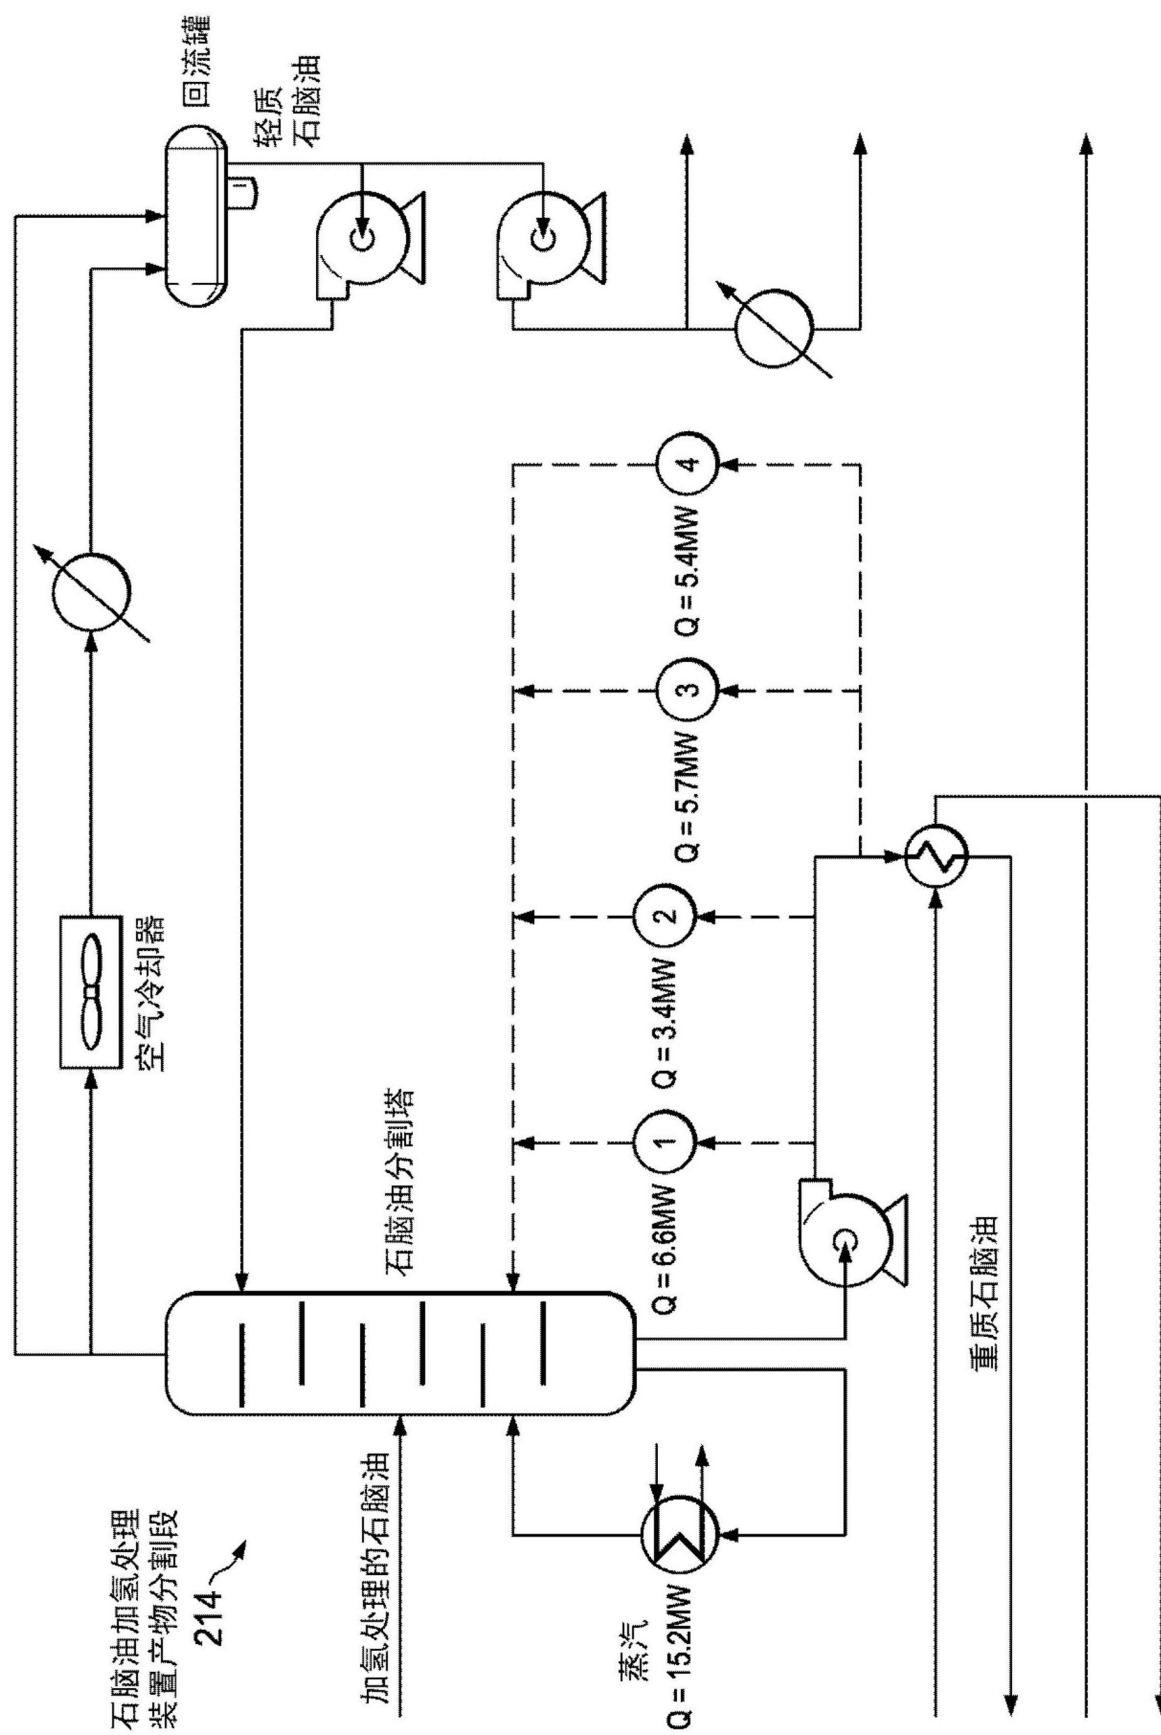 石脑油加氢处理
装置产物分割段
214
空气冷却器
回流罐
轻质
石脑油
石脑油分割塔
加氢处理的石脑油
蒸汽
Q = 15.2MW
1
Q = 6.6MW
2
Q = 3.4MW
3
Q = 5.7MW
4
Q = 5.4MW
重质石脑油